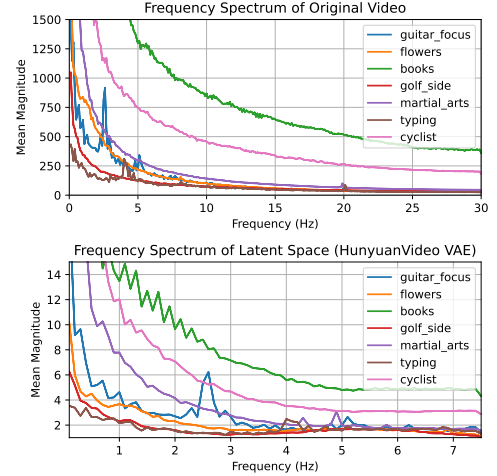 Frequency Spectrum of Original Video
Mean Magnitude
1500
1250
1000
750
500
250
0
guitar_focus
flowers
books
golf_side
martial_arts
typing
cyclist
0 5 10 15 20 25 30
Frequency (Hz)
Frequency Spectrum of Latent Space (HunyuanVideo VAE)
Mean Magnitude
14
12
10
8
6
4
2
guitar_focus
flowers
books
golf_side
martial_arts
typing
cyclist
1 2 3 4 5 6 7
Frequency (Hz)